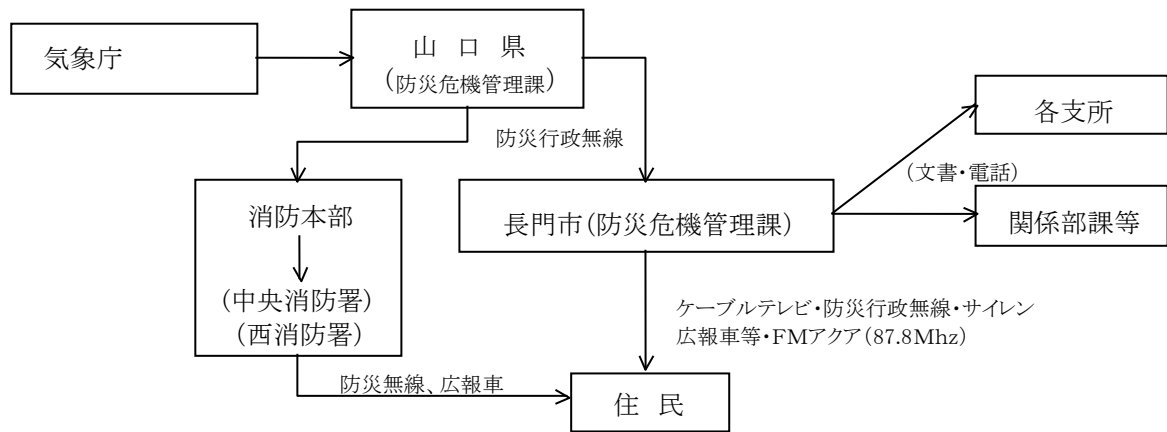 気象庁
山 口 県
(防災危機管理課)
防災行政無線
各支所
(文書・電話)
消防本部
(中央消防署)
(西消防署)
長門市(防災危機管理課)
関係部課等
ケーブルテレビ・防災行政無線・サイレン
広報車等・FMアクア(87.8Mhz)
防災無線、広報車
住 民